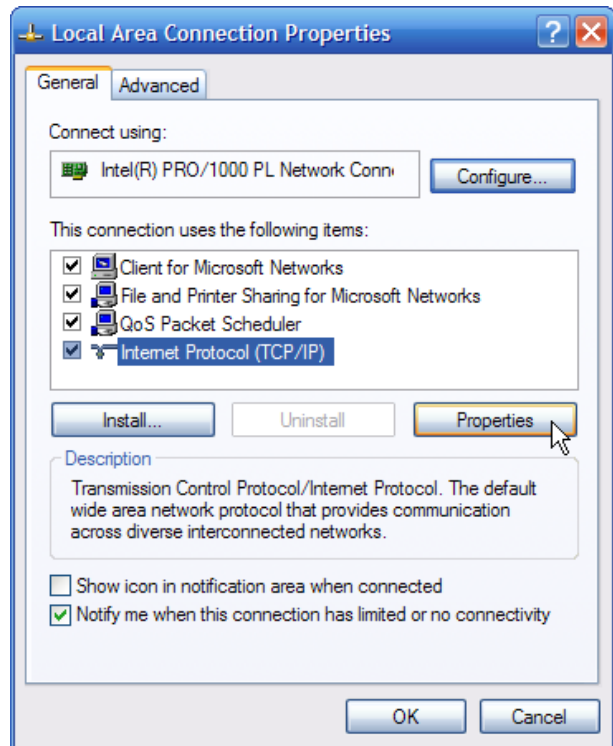 Local Area Connection Properties
General Advanced
Connect using:
Intel(R) PRO/1000 PL Network Conn
Configure...
This connection uses the following items:
Client for Microsoft Networks
File and Printer Sharing for Microsoft Networks
QoS Packet Scheduler
Internet Protocol (TCP/IP)
Install... Uninstall Properties
Description
Transmission Control Protocol/Internet Protocol. The default
wide area network protocol that provides communication
across diverse interconnected networks.
Show icon in notification area when connected
Notify me when this connection has limited or no connectivity
OK Cancel